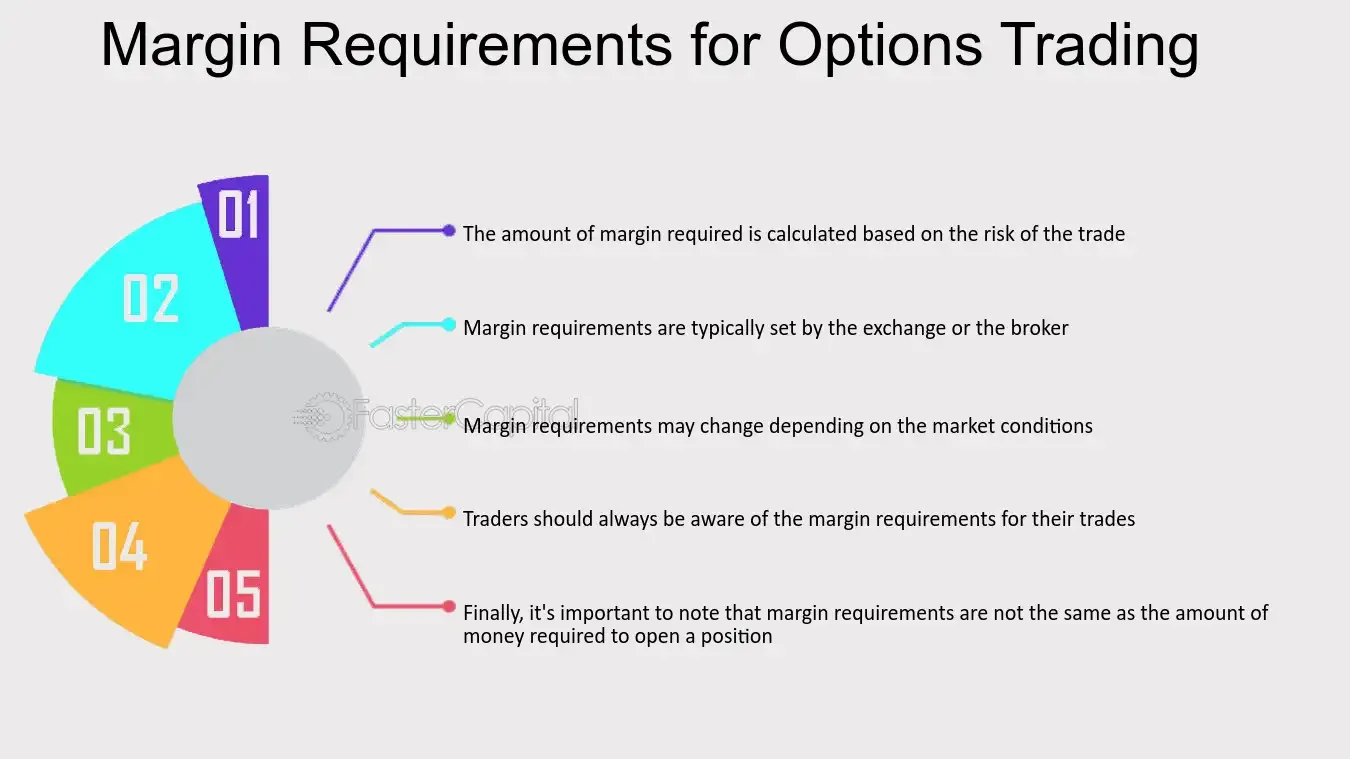 Margin Requirements for Options Trading
01
The amount of margin required is calculated based on the risk of the trade
02
Margin requirements are typically set by the exchange or the broker
FasterCapital
03
Margin requirements may change depending on the market conditions
04
Traders should always be aware of the margin requirements for their trades
05
Finally, it's important to note that margin requirements are not the same as the amount of
money required to open a position